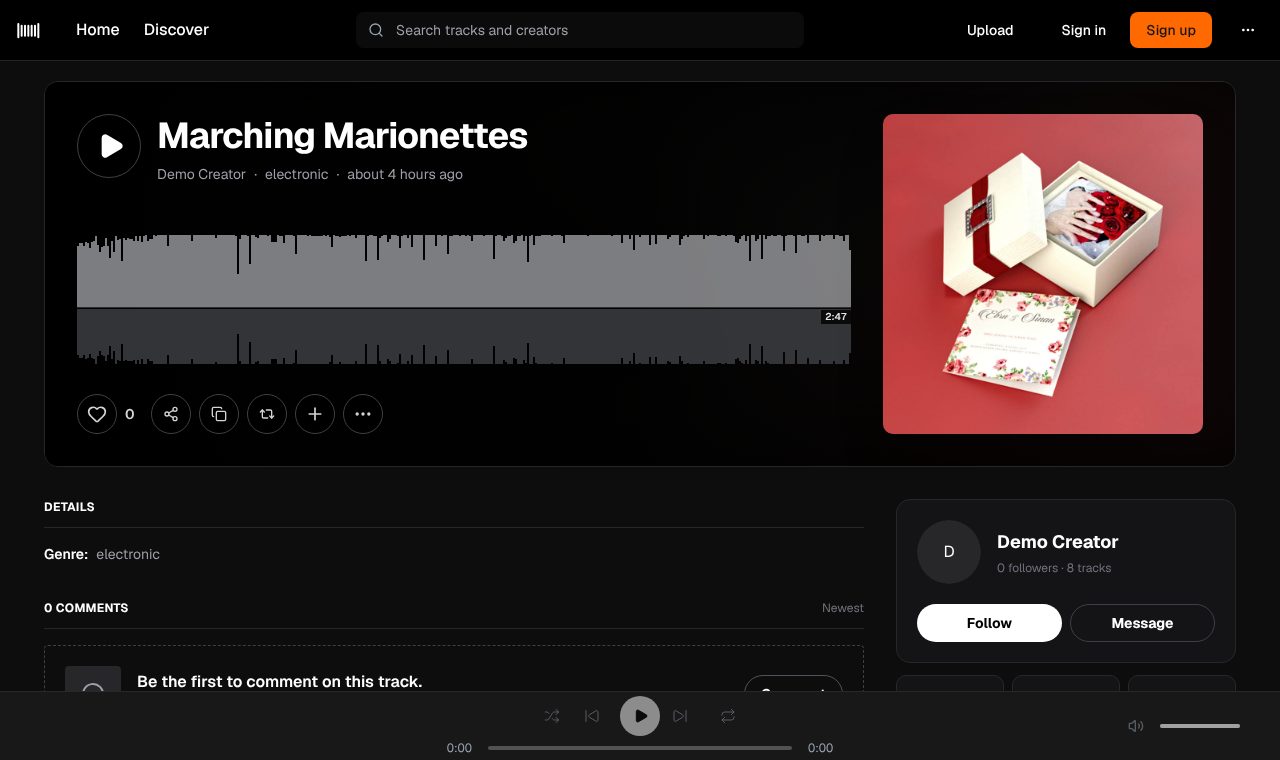 Home
Discover
Search tracks and creators
Upload
Sign in
Sign up
Marching Marionettes
Demo Creator · electronic · about 4 hours ago
2:47
Ebru & Sinan
0
DETAILS
Genre: electronic
0 COMMENTS
Newest
Be the first to comment on this track.
D
Demo Creator
0 followers · 8 tracks
Follow
Message
0:00
0:00